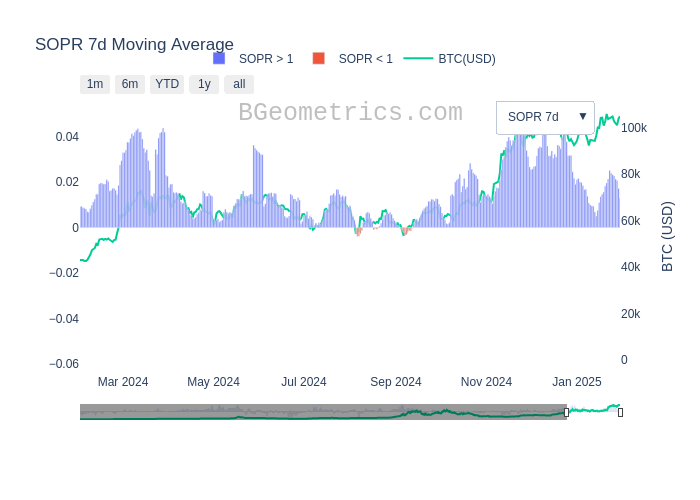 SOPR 7d Moving Average
SOPR > 1 SOPR < 1 BTC(USD)
1m 6m YTD 1y all
BGeometrics.com
SOPR 7d ▼
0.04
0.02
0
−0.02
−0.04
−0.06
100k
80k
60k
40k
20k
0
BTC (USD)
Mar 2024 May 2024 Jul 2024 Sep 2024 Nov 2024 Jan 2025